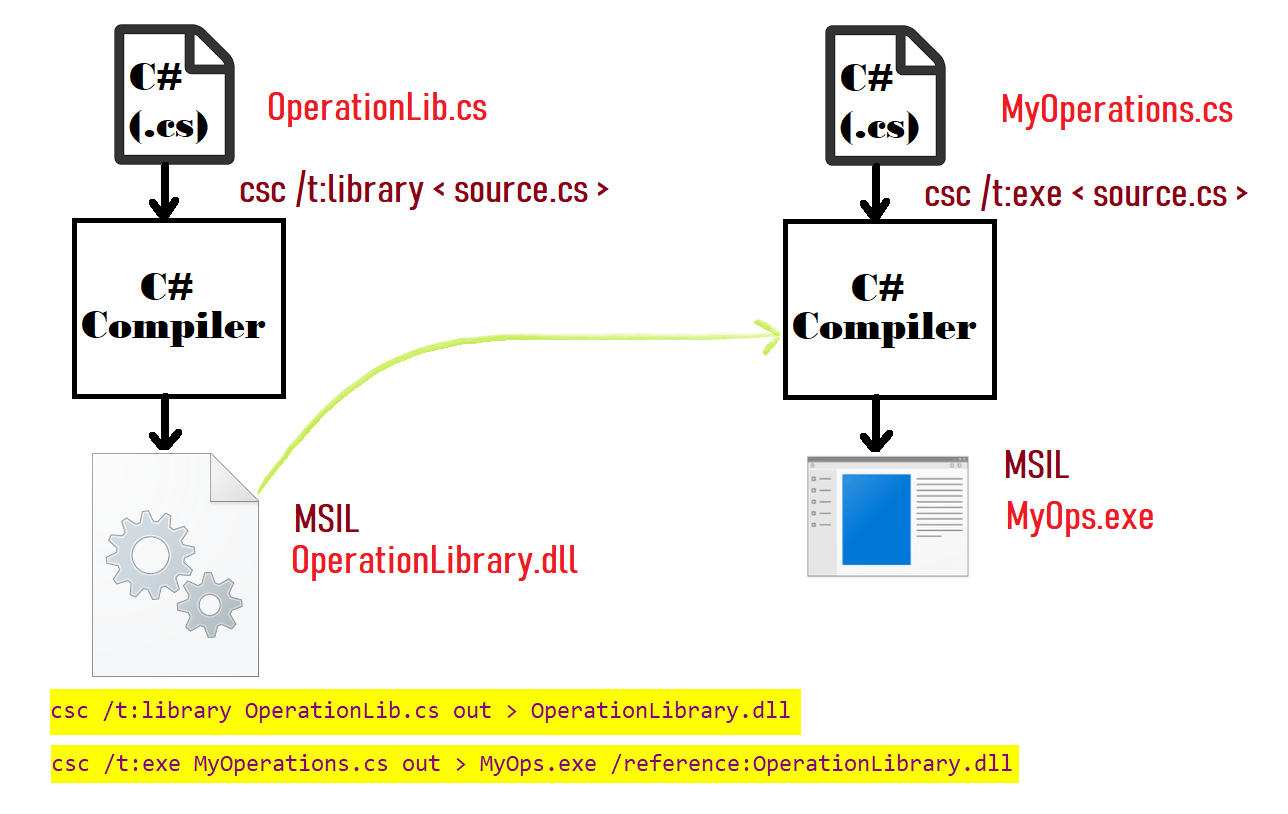 C#
(.cs)
OperationLib.cs
csc /t:library < source.cs >
C#
Compiler
MSIL
OperationLibrary.dll
C#
(.cs)
MyOperations.cs
csc /t:exe < source.cs >
C#
Compiler
MSIL
MyOps.exe
csc /t:library OperationLib.cs out > OperationLibrary.dll
csc /t:exe MyOperations.cs out > MyOps.exe /reference:OperationLibrary.dll